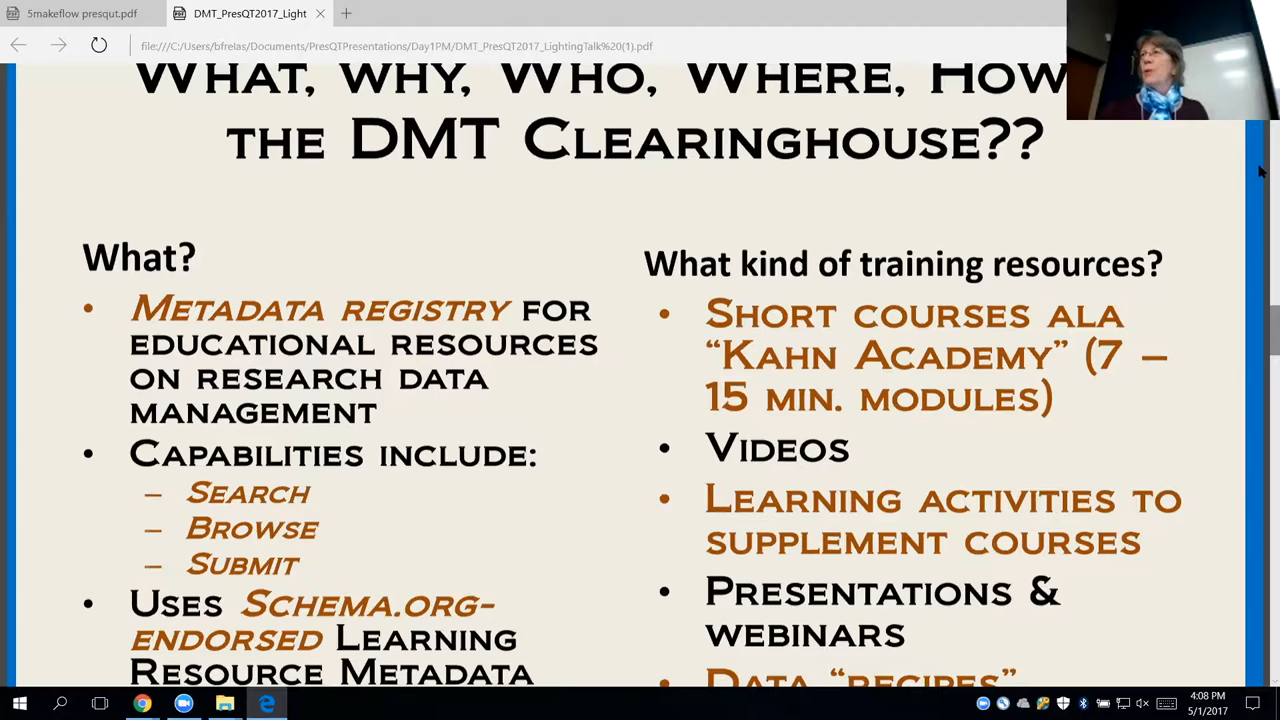 5makeflow presqut.pdf
DMT_PresQT2017_Light
file:///C:/Users/bfrelas/Documents/PresQTPresentations/Day1PM/DMT_PresQT2017_LightingTalk%20(1).pdf
What, why, Who, Where, How
the DMT Clearinghouse??
What?
• Metadata registry for
educational resources
on research data
management
• Capabilities include:
– Search
– Browse
– Submit
• Uses Schema.org-
endorsed Learning
Resource Metadata
What kind of training resources?
• Short courses ala
“Kahn Academy” (7 –
15 min. modules)
• Videos
• Learning activities to
supplement courses
• Presentations &
webinars
• Data “recipes”
4:08 PM
5/1/2017